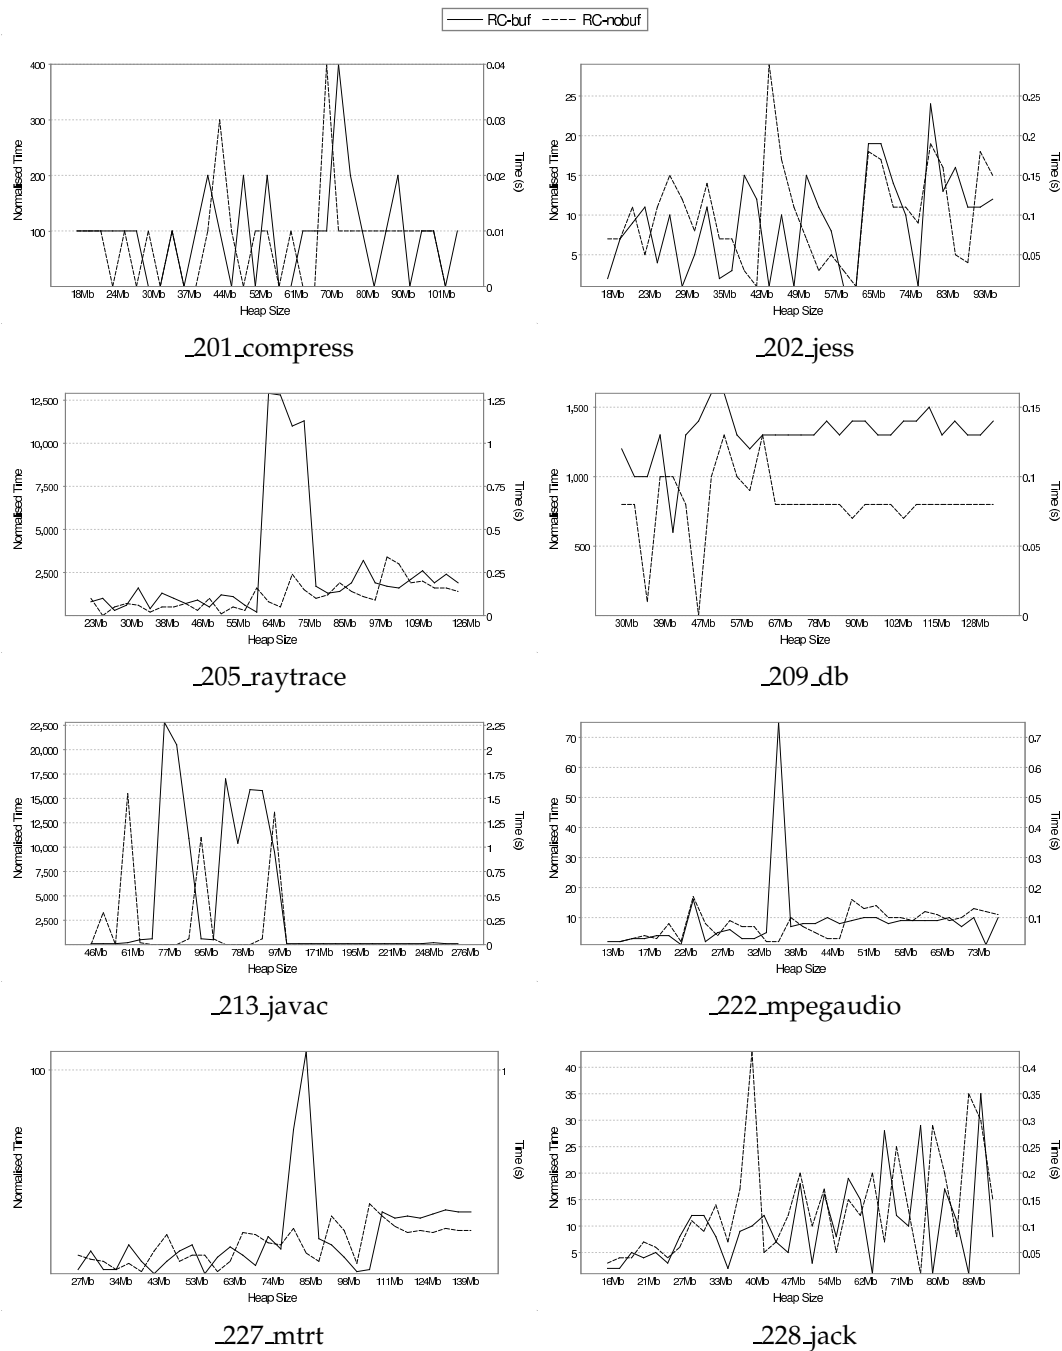 RC-buf RC-nobuf
400 300 200 100
Normalised Time
0.04 0.03 0.02 0.01 0
Time (s)
18Mb 24Mb 30Mb 37Mb 44Mb 52Mb 61Mb 70Mb 80Mb 90Mb 101Mb
Heap Size
_201_compress
25 20 15 10 5
Normalised Time
0.25 0.2 0.15 0.1 0.05
Time (s)
18Mb 23Mb 29Mb 35Mb 42Mb 49Mb 57Mb 65Mb 74Mb 83Mb 93Mb
Heap Size
_202_jess
12,500 10,000 7,500 5,000 2,500
Normalised Time
1.25 1 0.75 0.5 0.25 0
Time (s)
23Mb 30Mb 38Mb 46Mb 55Mb 64Mb 75Mb 85Mb 97Mb 109Mb 126Mb
Heap Size
_205_raytrace
1,500 1,000 500
Normalised Time
0.15 0.1 0.05 0
Time (s)
30Mb 39Mb 47Mb 57Mb 67Mb 78Mb 90Mb 102Mb 115Mb 128Mb
Heap Size
_209_db
22,500 20,000 17,500 15,000 12,500 10,000 7,500 5,000 2,500
Normalised Time
2.25 2 1.75 1.5 1.25 1 0.75 0.5 0.25 0
Time (s)
46Mb 61Mb 77Mb 95Mb 78Mb 97Mb 171Mb 195Mb 221Mb 248Mb 276Mb
Heap Size
_213_javac
70 60 50 40 30 20 10
Normalised Time
0.7 0.6 0.5 0.4 0.3 0.2 0.1
Time (s)
13Mb 17Mb 22Mb 27Mb 32Mb 38Mb 44Mb 51Mb 58Mb 65Mb 73Mb
Heap Size
_222_mpegaudio
100
Normalised Time
1
Time (s)
27Mb 34Mb 43Mb 53Mb 63Mb 74Mb 85Mb 98Mb 111Mb 124Mb 139Mb
Heap Size
_227_mtrt
40 35 30 25 20 15 10 5
Normalised Time
0.4 0.35 0.3 0.25 0.2 0.15 0.1 0.05
Time (s)
16Mb 21Mb 27Mb 33Mb 40Mb 47Mb 54Mb 62Mb 71Mb 80Mb 89Mb
Heap Size
_228_jack